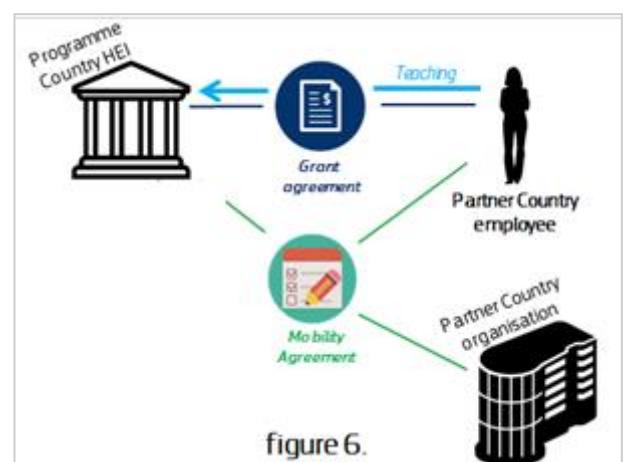 Programme
Country HEI
Teaching
$
Grant
agreement
Partner Country
employee
Mobility
Agreement
Partner Country
organisation
figure 6.